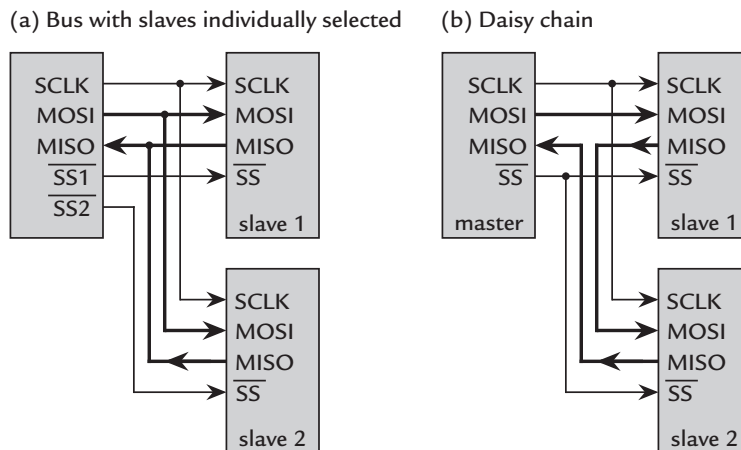 (a) Bus with slaves individually selected
SCLK
MOSI
MISO
SS1
SS2
SCLK
MOSI
MISO
SS
slave 1
SCLK
MOSI
MISO
SS
slave 2
(b) Daisy chain
SCLK
MOSI
MISO
SS
master
SCLK
MOSI
MISO
SS
slave 1
SCLK
MOSI
MISO
SS
slave 2